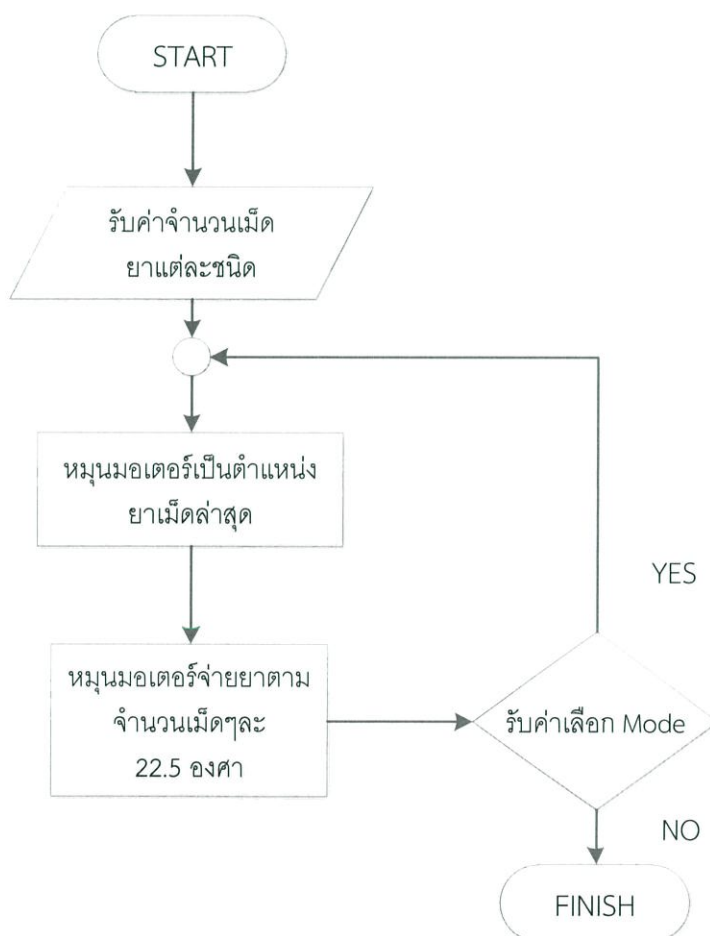 START
รับค่าจำนวนเม็ด
ยาแต่ละชนิด
หมุนมอเตอร์เป็นตำแหน่ง
ยาเม็ดล่าสุด
หมุนมอเตอร์จ่ายยาตาม
จำนวนเม็ดๆละ
22.5 องศา
YES
รับค่าเลือก Mode
NO
FINISH